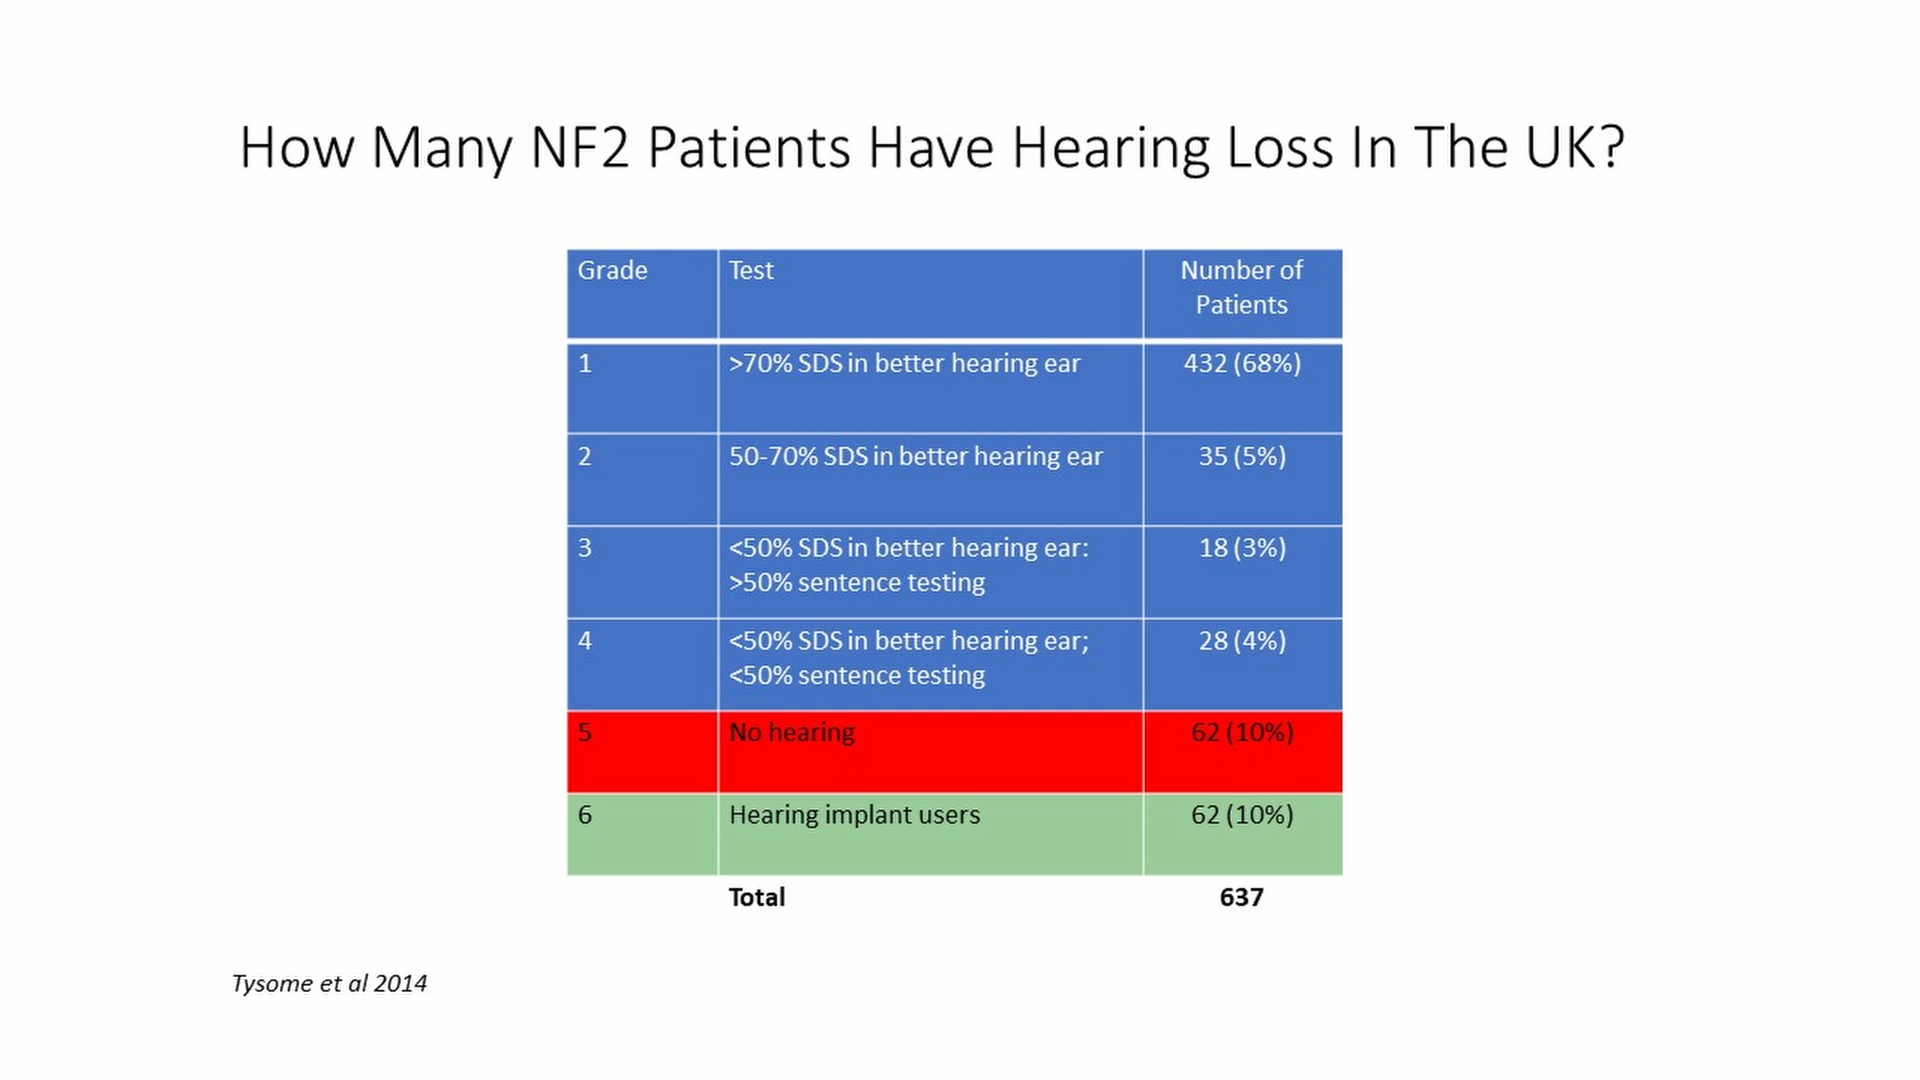 How Many NF2 Patients Have Hearing Loss In The UK?
Grade Test Number of
Patients
1 >70% SDS in better hearing ear 432 (68%)
2 50-70% SDS in better hearing ear 35 (5%)
3 <50% SDS in better hearing ear: 18 (3%)
>50% sentence testing
4 <50% SDS in better hearing ear; 28 (4%)
<50% sentence testing
5 No hearing 62 (10%)
6 Hearing implant users 62 (10%)
Total 637
Tysome et al 2014